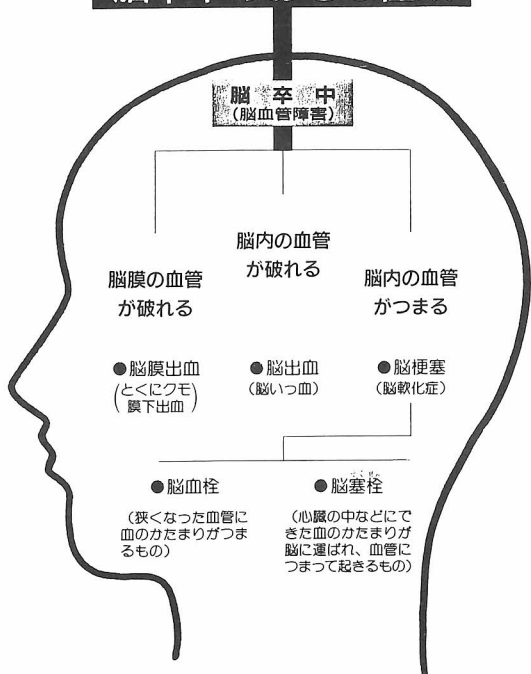 脳卒中
(脳血管障害)
脳膜の血管
が破れる
脳内の血管
が破れる
脳内の血管
がつまる
●脳膜出血
(とくにクモ
膜下出血)
●脳出血
(脳いっ血)
●脳梗塞
(脳軟化症)
●脳血栓
(狭くなった血管に
血のかたまりがつま
るもの)
●脳塞栓
(心臓の中などにで
きた血のかたまりが
脳に運ばれ、血管に
つまって起きるもの)